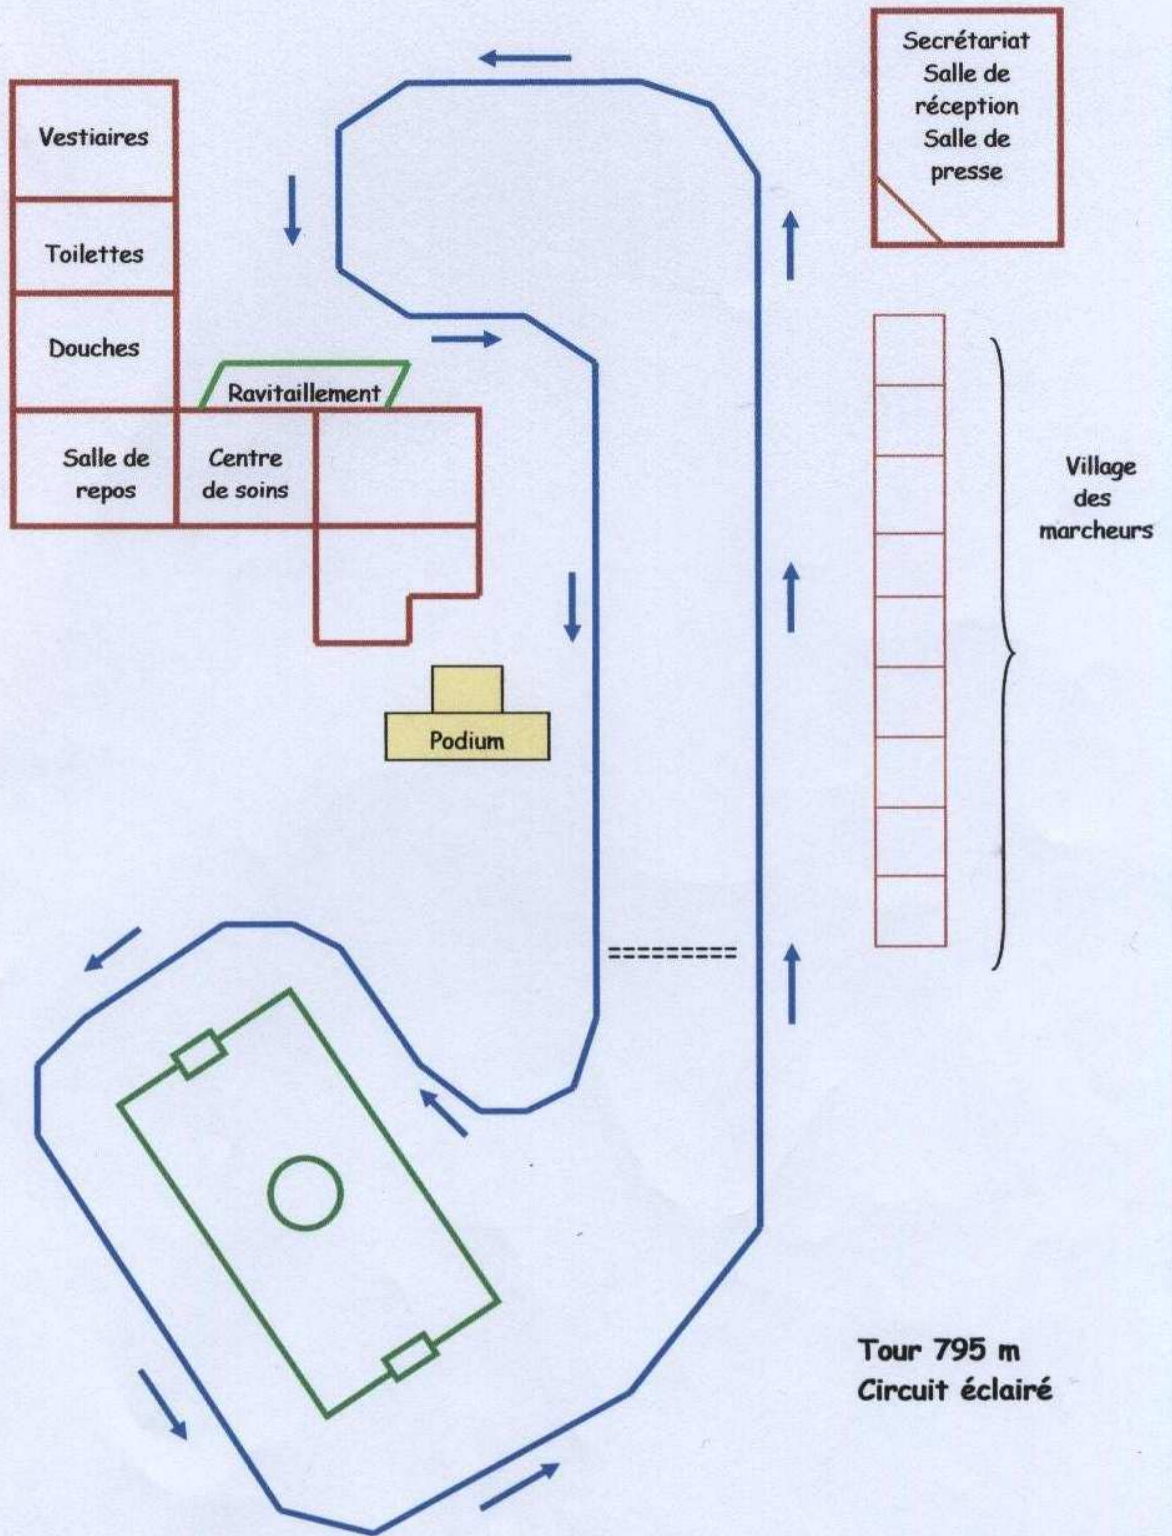 Secrétariat
Salle de
réception
Salle de
presse
Vestiaires
Toilettes
Douches
Ravitaillement
Salle de
repos
Centre
de soins
Village
des
marcheurs
Podium
Tour 795 m
Circuit éclairé